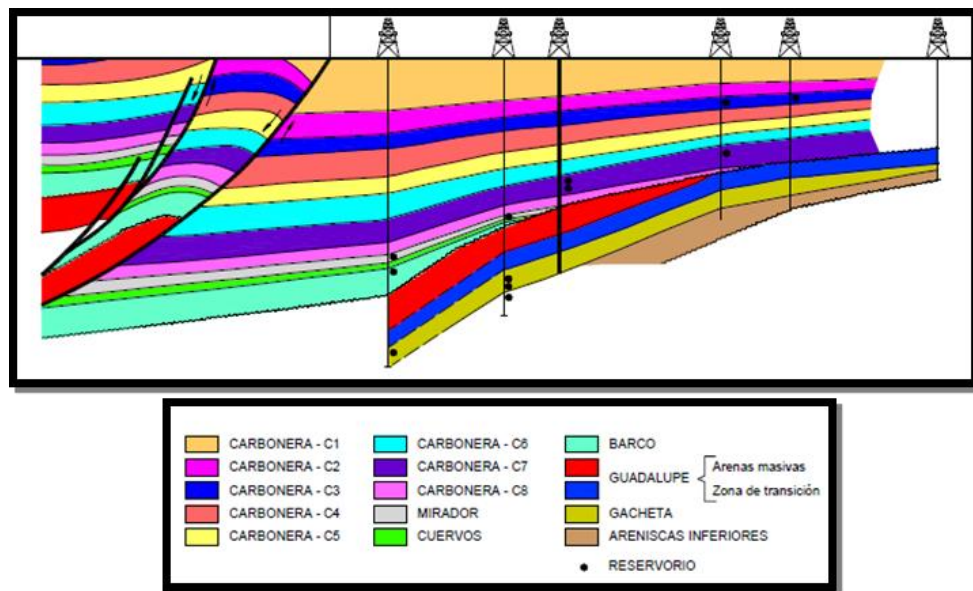 CARBONERA - C1
CARBONERA - C2
CARBONERA - C3
CARBONERA - C4
CARBONERA - C5
CARBONERA - C6
CARBONERA - C7
CARBONERA - C8
MIRADOR
CUERVOS
BARCO
GUADALUPE
Arenas masivas
Zona de transición
GACHETA
ARENISCAS INFERIORES
RESERVORIO